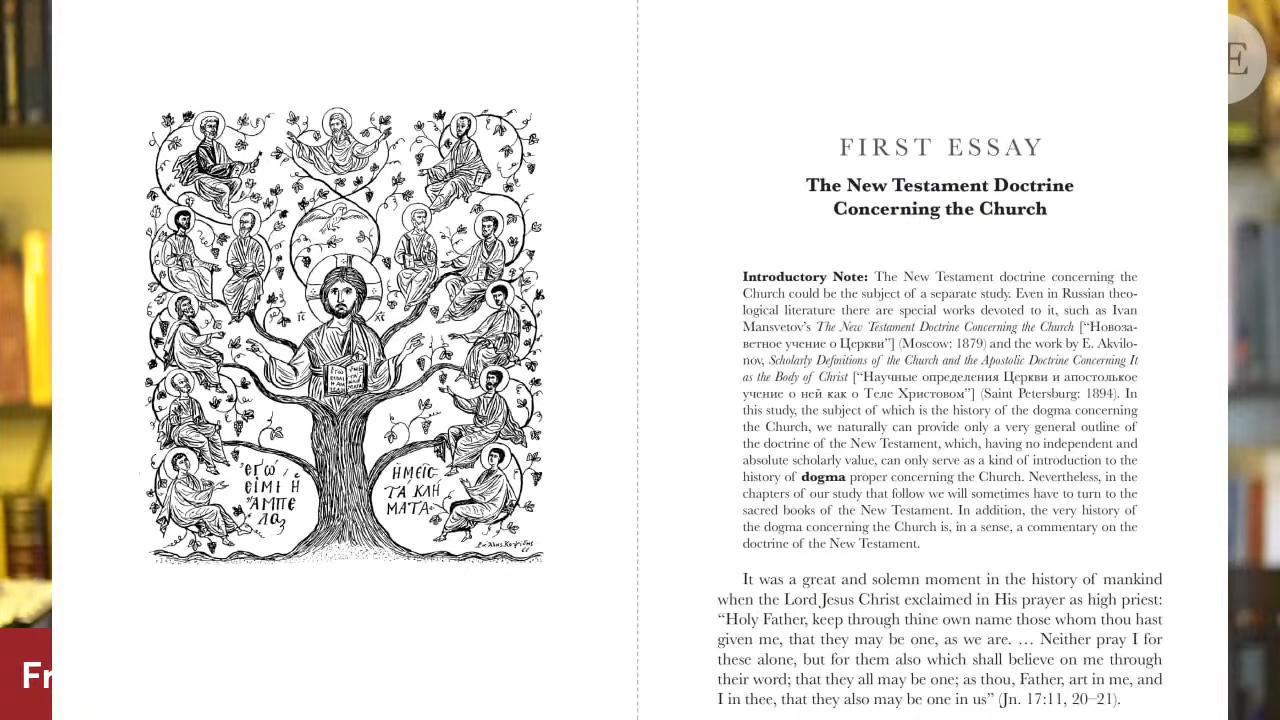 ἐγώ
εἰμι ἡ
ἄμπε
λος
ἡμεῖς
τὰ κλή
ματα
FIRST ESSAY
The New Testament Doctrine
Concerning the Church
Introductory Note: The New Testament doctrine concerning the
Church could be the subject of a separate study. Even in Russian theo-
logical literature there are special works devoted to it, such as Ivan
Mansvetov’s The New Testament Doctrine Concerning the Church [“Новоза-
ветное учение о Церкви”] (Moscow: 1879) and the work by E. Akvilo-
nov, Scholarly Definitions of the Church and the Apostolic Doctrine Concerning It
as the Body of Christ [“Научные определения Церкви и апостолькое
учение о ней как о Теле Христовом”] (Saint Petersburg: 1894). In
this study, the subject of which is the history of the dogma concerning
the Church, we naturally can provide only a very general outline of
the doctrine of the New Testament, which, having no independent and
absolute scholarly value, can only serve as a kind of introduction to the
history of dogma proper concerning the Church. Nevertheless, in the
chapters of our study that follow we will sometimes have to turn to the
sacred books of the New Testament. In addition, the very history of
the dogma concerning the Church is, in a sense, a commentary on the
doctrine of the New Testament.
It was a great and solemn moment in the history of mankind
when the Lord Jesus Christ exclaimed in His prayer as high priest:
“Holy Father, keep through thine own name those whom thou hast
given me, that they may be one, as we are. … Neither pray I for
these alone, but for them also which shall believe on me through
their word; that they all may be one; as thou, Father, art in me, and
I in thee, that they also may be one in us” (Jn. 17:11, 20–21).
Fr
E